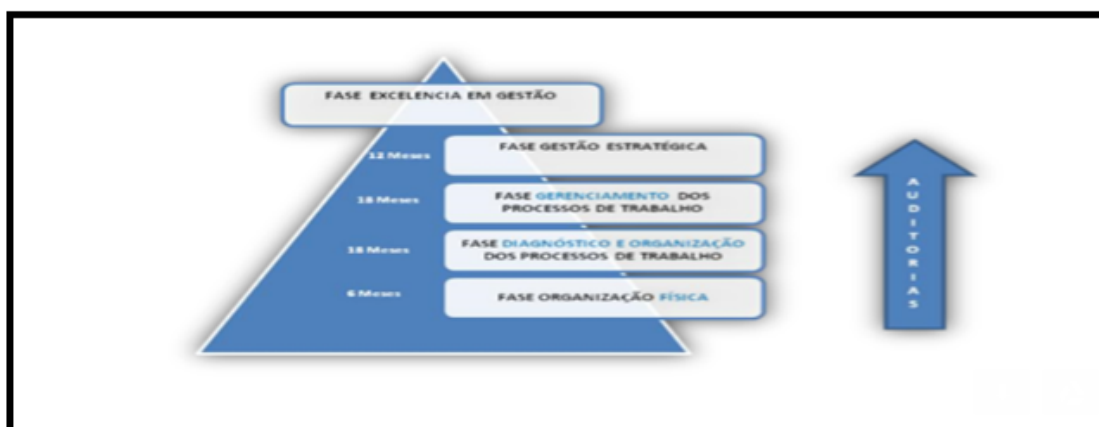 FASE EXCELENCIA EM GESTÃO
12 Meses
FASE GESTÃO ESTRATÉGICA
18 Meses
FASE GERENCIAMENTO DOS
PROCESSOS DE TRABALHO
18 Meses
FASE DIAGNÓSTICO E ORGANIZAÇÃO
DOS PROCESSOS DE TRABALHO
6 Meses
FASE ORGANIZAÇÃO FÍSICA
AUDITORIAS